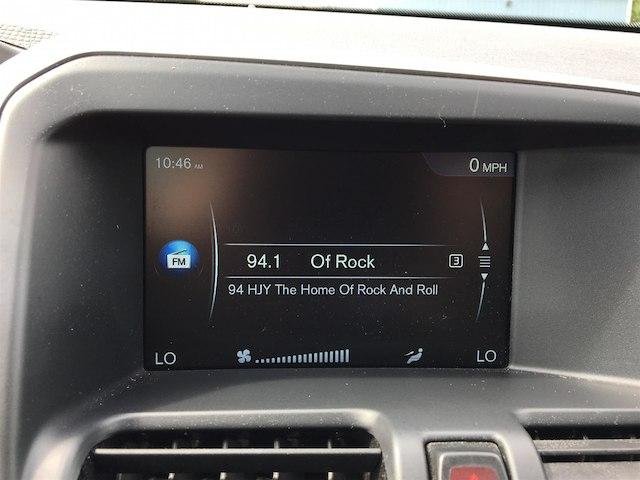 10:46 AM 0 MPH
FM 94.1 Of Rock 3
94 HJY The Home Of Rock And Roll
LO LO